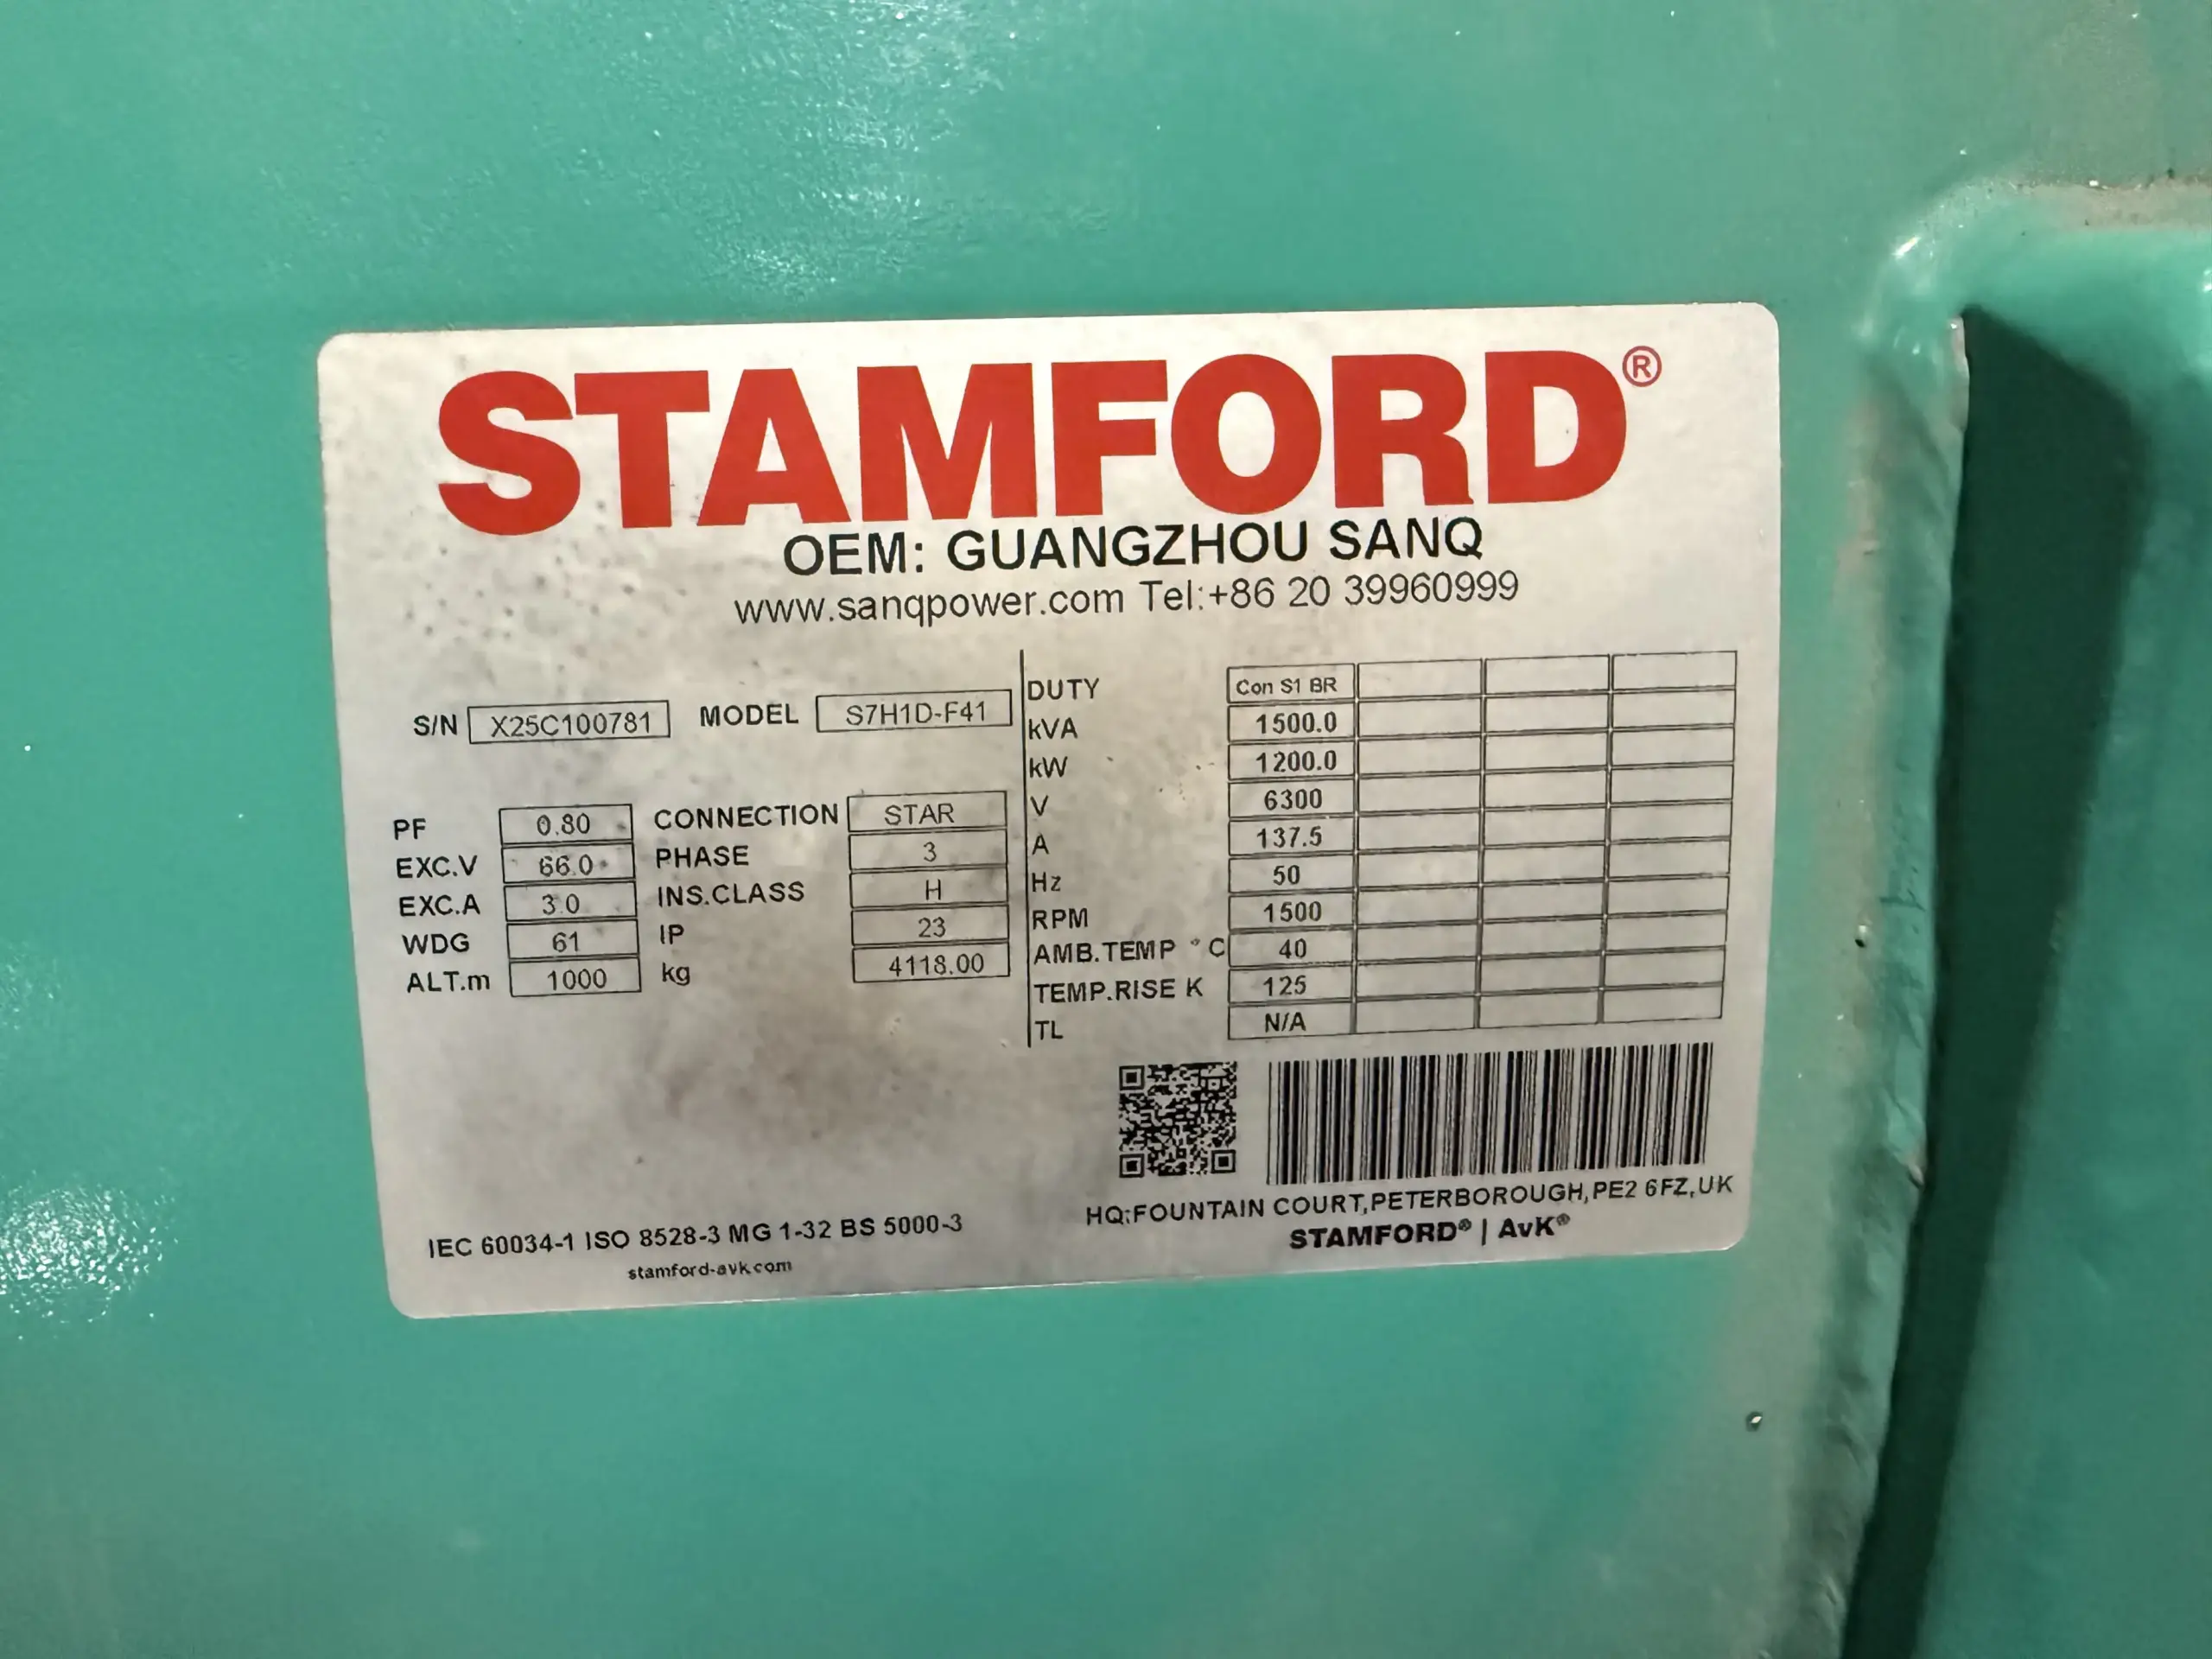 STAMFORD®
OEM: GUANGZHOU SANQ
www.sanqpower.com Tel:+86 20 39960999
S/N X25C100781 MODEL S7H1D-F41
PF 0.80 CONNECTION STAR
EXC.V 66.0 PHASE 3
EXC.A 3.0 INS.CLASS H
WDG 61 IP 23
ALT.m 1000 kg 4118.00
DUTY Con S1 BR
kVA 1500.0
kW 1200.0
V 6300
A 137.5
Hz 50
RPM 1500
AMB.TEMP °C 40
TEMP.RISE K 125
TL N/A
IEC 60034-1 ISO 8528-3 MG 1-32 BS 5000-3
stamford-avk.com
HQ:FOUNTAIN COURT,PETERBOROUGH,PE2 6FZ,UK
STAMFORD® | AvK®